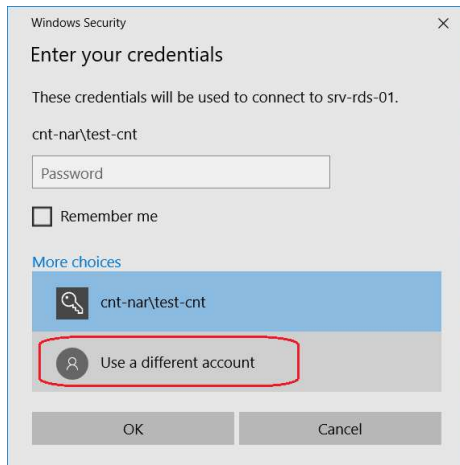 Windows Security
Enter your credentials
These credentials will be used to connect to srv-rds-01.
cnt-nar\test-cnt
Password
Remember me
More choices
cnt-nar\test-cnt
Use a different account
OK
Cancel